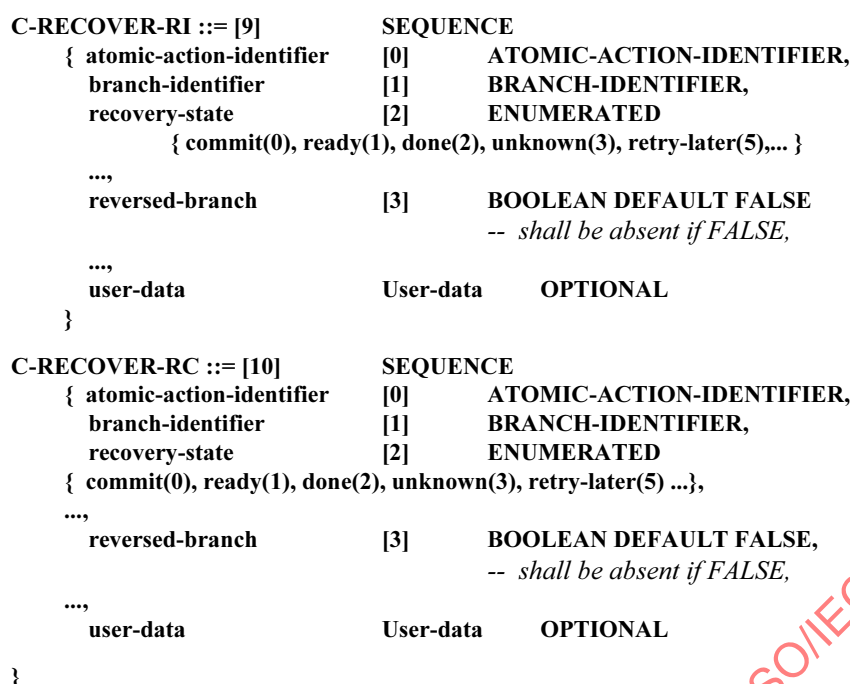 C-RECOVER-RI ::= [9] SEQUENCE
{ atomic-action-identifier [0] ATOMIC-ACTION-IDENTIFIER,
branch-identifier [1] BRANCH-IDENTIFIER,
recovery-state [2] ENUMERATED
{ commit(0), ready(1), done(2), unknown(3), retry-later(5),... }
...,
reversed-branch [3] BOOLEAN DEFAULT FALSE
-- shall be absent if FALSE,
...,
user-data User-data OPTIONAL
}
C-RECOVER-RC ::= [10] SEQUENCE
{ atomic-action-identifier [0] ATOMIC-ACTION-IDENTIFIER,
branch-identifier [1] BRANCH-IDENTIFIER,
recovery-state [2] ENUMERATED
{ commit(0), ready(1), done(2), unknown(3), retry-later(5) ...},
...,
reversed-branch [3] BOOLEAN DEFAULT FALSE,
-- shall be absent if FALSE,
...,
user-data User-data OPTIONAL
}